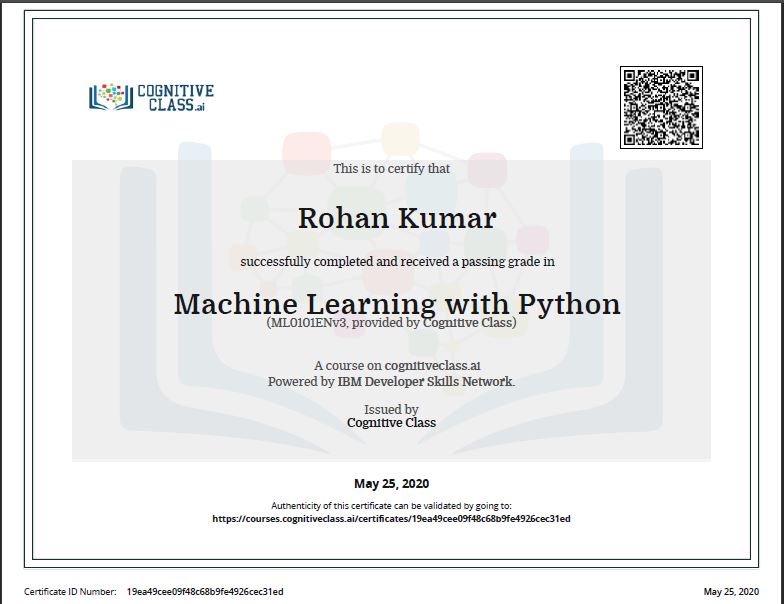 COGNITIVE
CLASS.ai
This is to certify that
Rohan Kumar
successfully completed and received a passing grade in
Machine Learning with Python
(ML0101ENv3, provided by Cognitive Class)
A course on cognitiveclass.ai
Powered by IBM Developer Skills Network.
Issued by
Cognitive Class
May 25, 2020
Authenticity of this certificate can be validated by going to:
https://courses.cognitiveclass.ai/certificates/19ea49cee09f48c68b9fe4926cec31ed
Certificate ID Number: 19ea49cee09f48c68b9fe4926cec31ed May 25, 2020